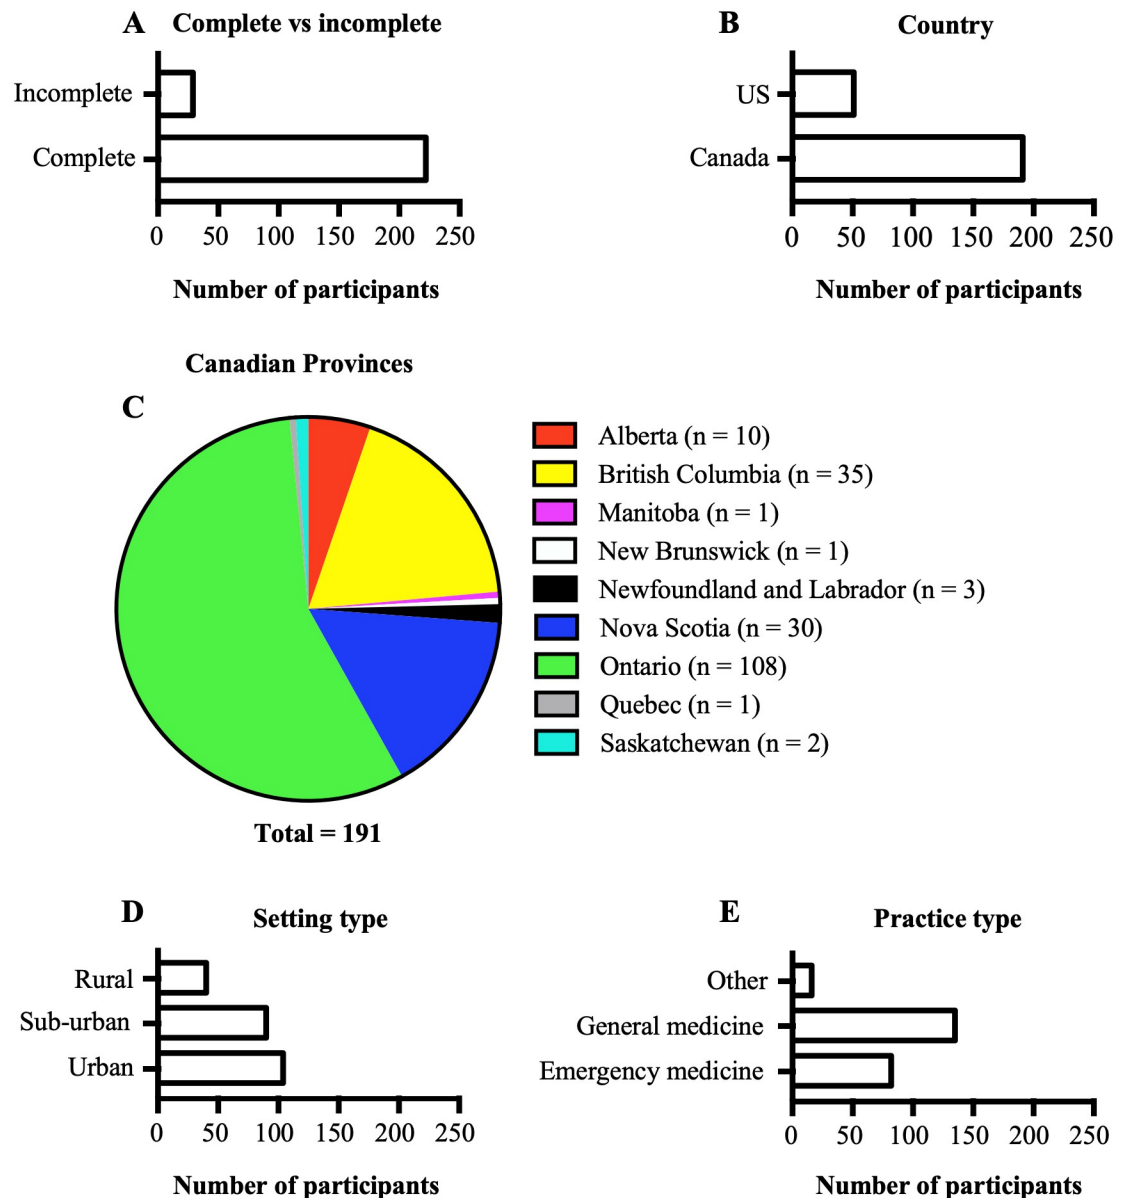 A Complete vs incomplete
Incomplete
Complete
0 50 100 150 200 250
Number of participants
B Country
US
Canada
0 50 100 150 200 250
Number of participants
Canadian Provinces
C
Alberta (n = 10)
British Columbia (n = 35)
Manitoba (n = 1)
New Brunswick (n = 1)
Newfoundland and Labrador (n = 3)
Nova Scotia (n = 30)
Ontario (n = 108)
Quebec (n = 1)
Saskatchewan (n = 2)
Total = 191
D Setting type
Rural
Sub-urban
Urban
0 50 100 150 200 250
Number of participants
E Practice type
Other
General medicine
Emergency medicine
0 50 100 150 200 250
Number of participants